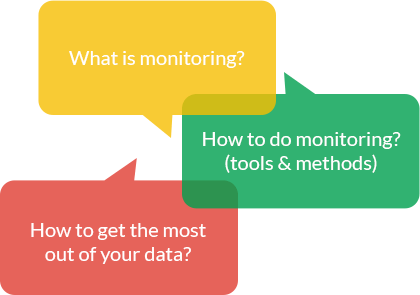 What is monitoring?
How to do monitoring?
(tools & methods)
How to get the most
out of your data?